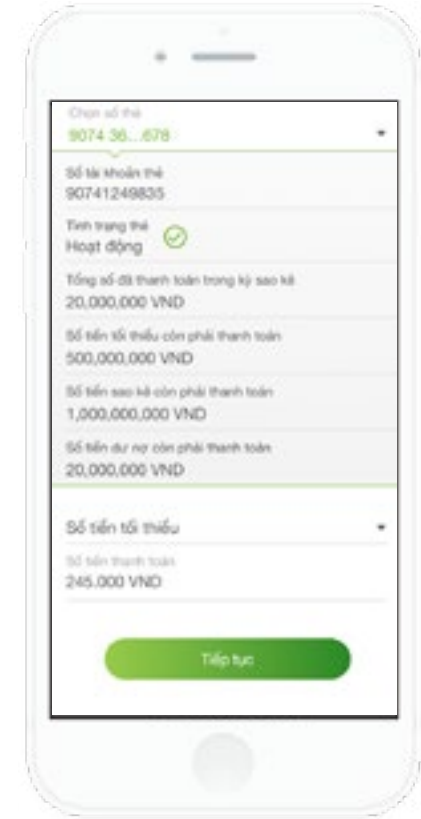 Chọn số thẻ
9074 36...678
Số tài khoản thẻ
90741249835
Tình trạng thẻ
Hoạt động
Tổng số đã thanh toán trong kỳ sao kê
20,000,000 VND
Số tiền tối thiểu còn phải thanh toán
500,000,000 VND
Số tiền sao kê còn phải thanh toán
1,000,000,000 VND
Số tiền dư nợ còn phải thanh toán
20,000,000 VND
Số tiền tối thiểu
Số tiền thanh toán
245.000 VND
Tiếp tục